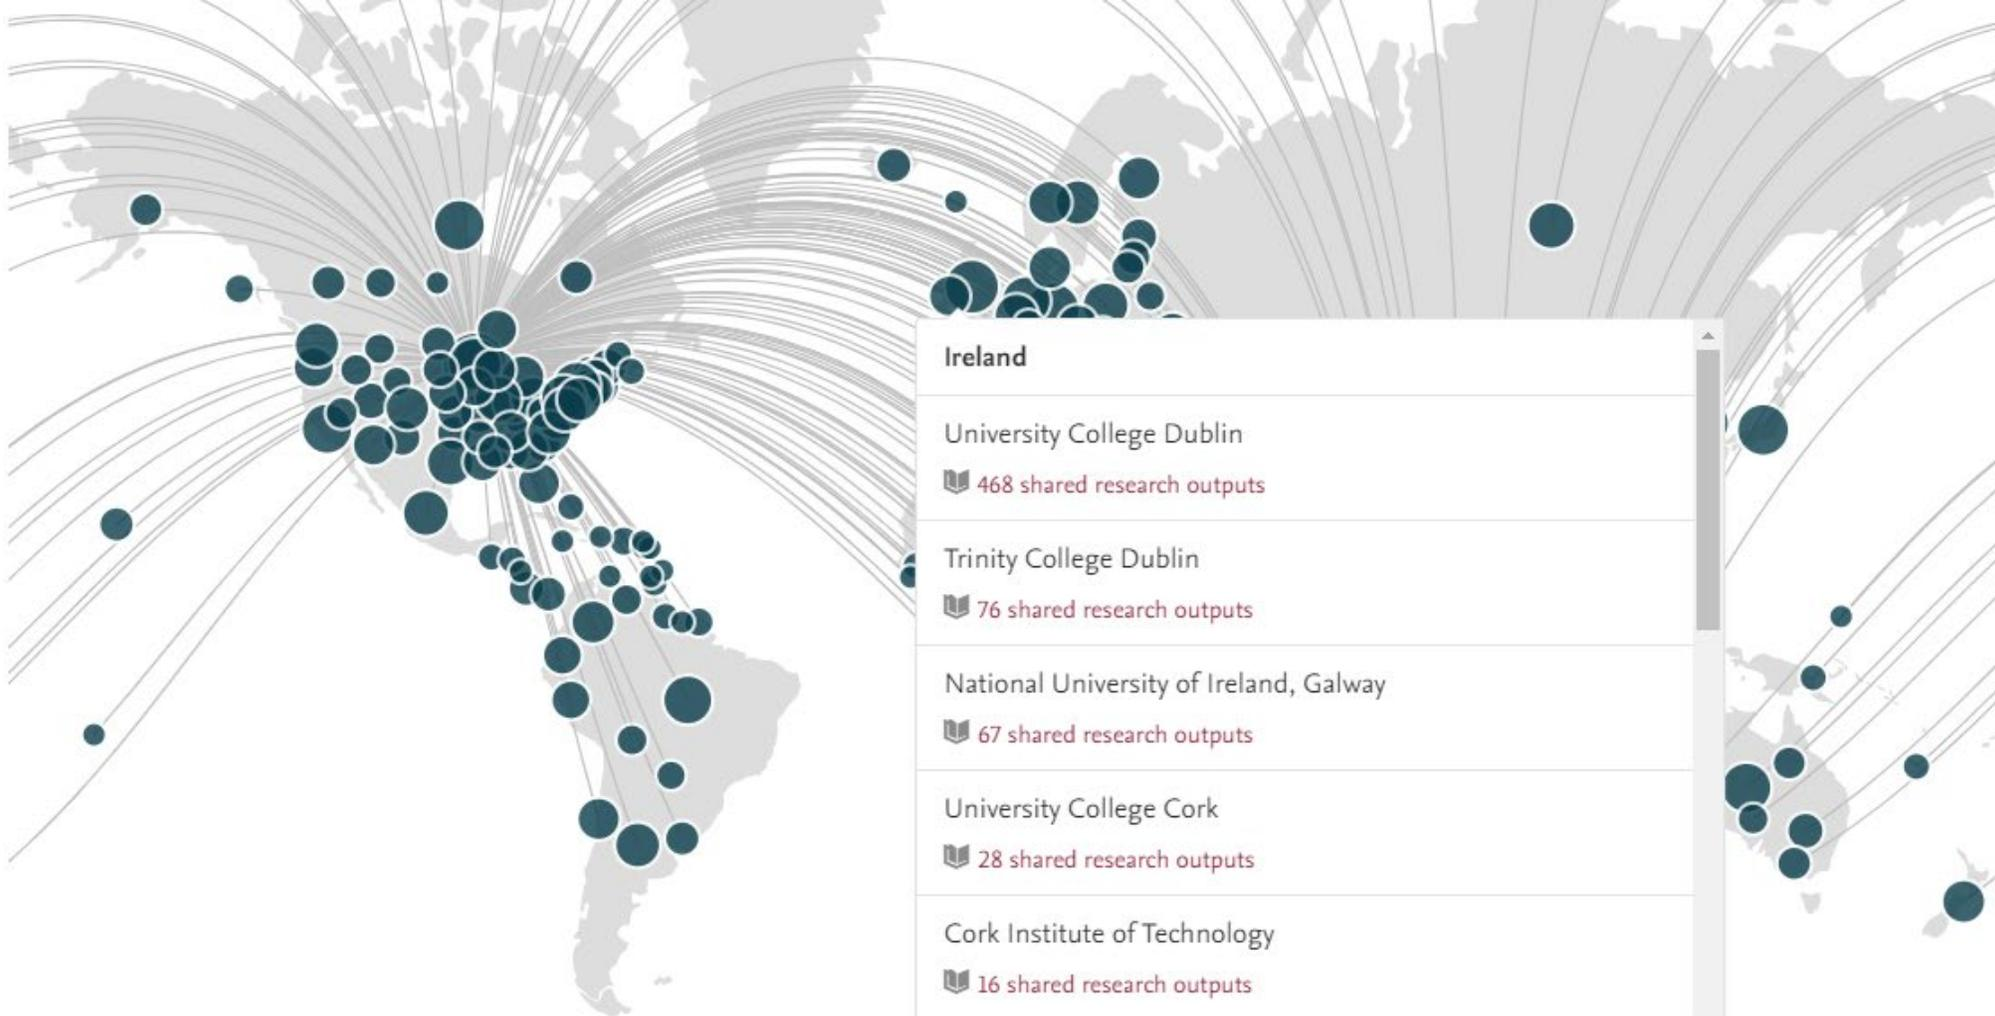 Ireland
University College Dublin
468 shared research outputs
Trinity College Dublin
76 shared research outputs
National University of Ireland, Galway
67 shared research outputs
University College Cork
28 shared research outputs
Cork Institute of Technology
16 shared research outputs